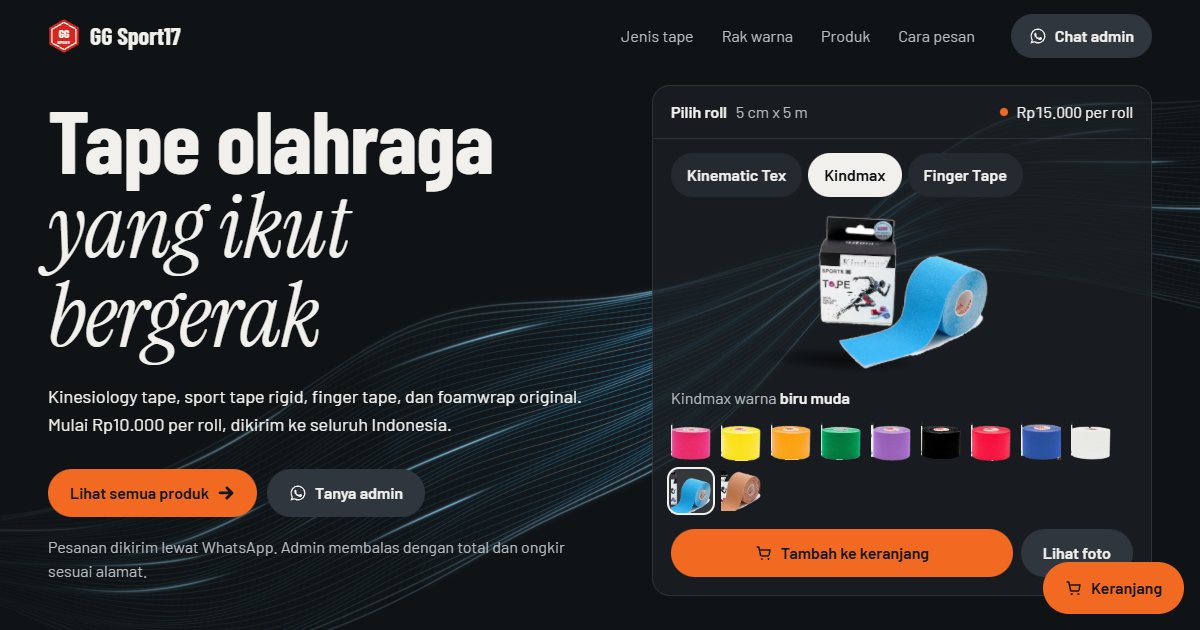 GG
SPORT
GG Sport17
Jenis tape
Rak warna
Produk
Cara pesan
Chat admin
Tape olahraga
yang ikut
bergerak
Kinesiology tape, sport tape rigid, finger tape, dan foamwrap original.
Mulai Rp10.000 per roll, dikirim ke seluruh Indonesia.
Lihat semua produk
Tanya admin
Pesanan dikirim lewat WhatsApp. Admin membalas dengan total dan ongkir
sesuai alamat.
Pilih roll 5 cm x 5 m
Rp15.000 per roll
Kinematic Tex
Kindmax
Finger Tape
Kindmax
SPORTS
TAPE
Kindmax warna biru muda
Tambah ke keranjang
Lihat foto
Keranjang